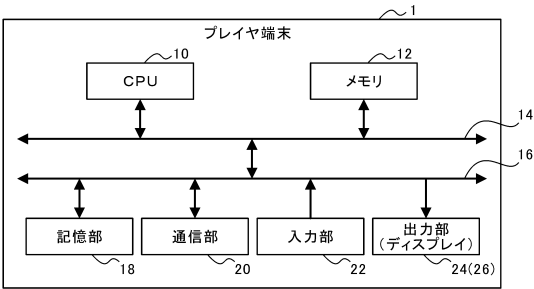 1
プレイヤ端末
10
12
CPU
メモリ
14
16
記憶部
通信部
入力部
出力部
(ディスプレイ)
18
20
22
24(26)